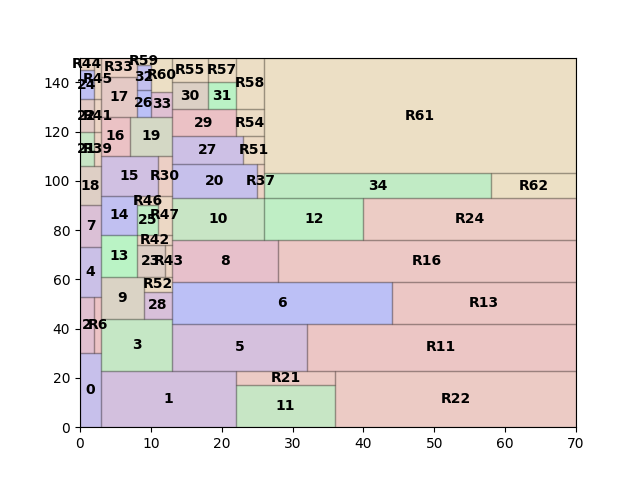 R44 R33 R59 R55 R57
24 R45 32 R60 R58
17 26 33 30 31 R61
R41 16 19 29 R54
R39 27 R51
18 15 R30 20 R37 34 R62
7 14 R46 25 R47 10 12 R24
4 13 R42 23 R43 8 R16
2 R6 9 R52 28 6 R13
3 5 R11
0 1 R21 11 R22
0 20 40 60 80 100 120 140
0 10 20 30 40 50 60 70